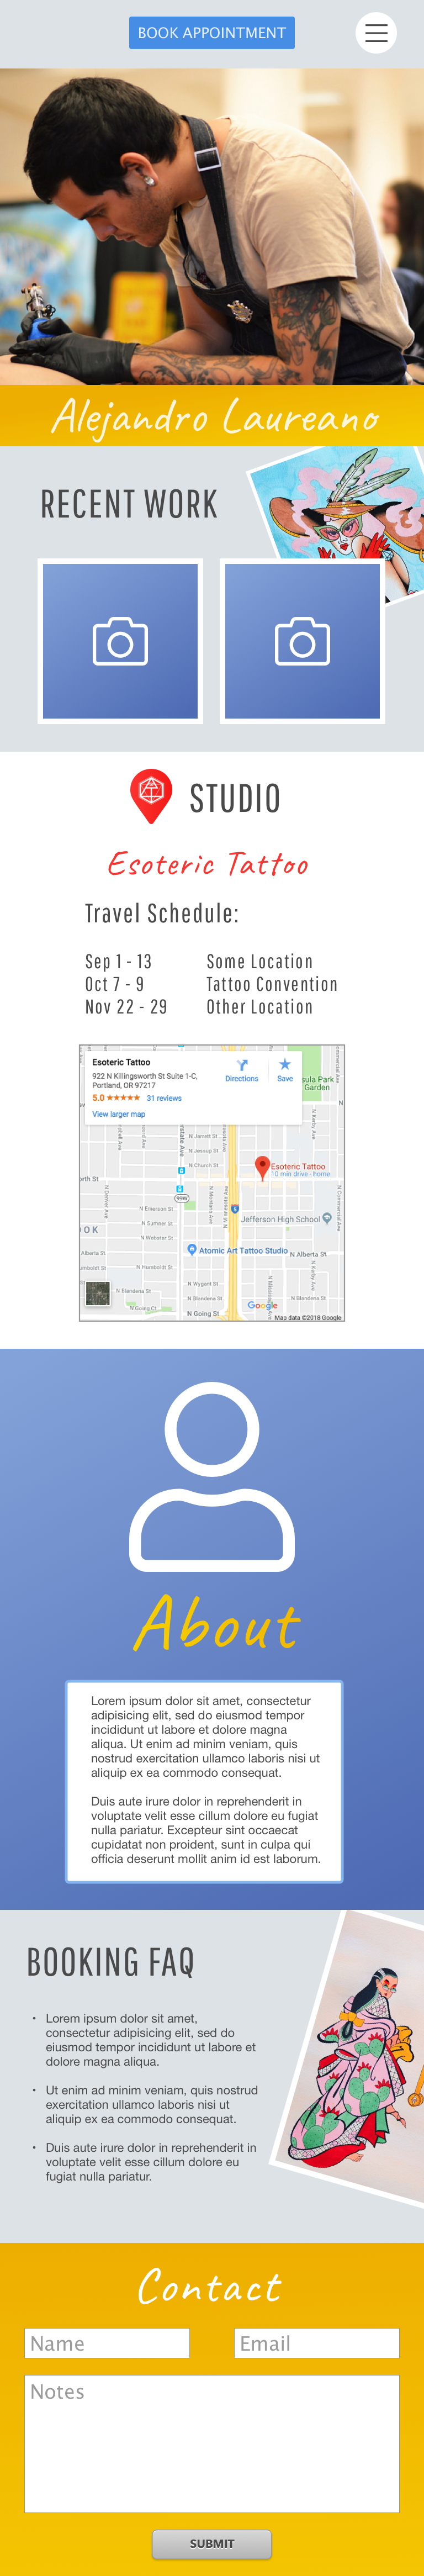 BOOK APPOINTMENT
Alejandro Laureano
RECENT WORK
STUDIO
Esoteric Tattoo
Travel Schedule:
Sep 1 - 13 Some Location
Oct 7 - 9 Tattoo Convention
Nov 22 - 29 Other Location
Esoteric Tattoo
922 N Killingsworth St Suite 1-C,
Portland, OR 97217
5.0 ★★★★★ 31 reviews
View larger map
Directions
Save
Garden
N Jarrett St
N Jessup St
N Church St
Esoteric Tattoo
10 min drive · home
N Emerson St
Jefferson High School
N Sumner St
N Webster St
Atomic Art Tattoo Studio
N Alberta St
N Humboldt St
N Wygant St
N Blandena St
N Blandena St
N Going Ct
N Going St
Google
Map data ©2018 Google
About
Lorem ipsum dolor sit amet, consectetur
adipisicing elit, sed do eiusmod tempor
incididunt ut labore et dolore magna
aliqua. Ut enim ad minim veniam, quis
nostrud exercitation ullamco laboris nisi ut
aliquip ex ea commodo consequat.
Duis aute irure dolor in reprehenderit in
voluptate velit esse cillum dolore eu fugiat
nulla pariatur. Excepteur sint occaecat
cupidatat non proident, sunt in culpa qui
officia deserunt mollit anim id est laborum.
BOOKING FAQ
• Lorem ipsum dolor sit amet,
consectetur adipisicing elit, sed do
eiusmod tempor incididunt ut labore et
dolore magna aliqua.
• Ut enim ad minim veniam, quis nostrud
exercitation ullamco laboris nisi ut
aliquip ex ea commodo consequat.
• Duis aute irure dolor in reprehenderit in
voluptate velit esse cillum dolore eu
fugiat nulla pariatur.
Contact
Name
Email
Notes
SUBMIT